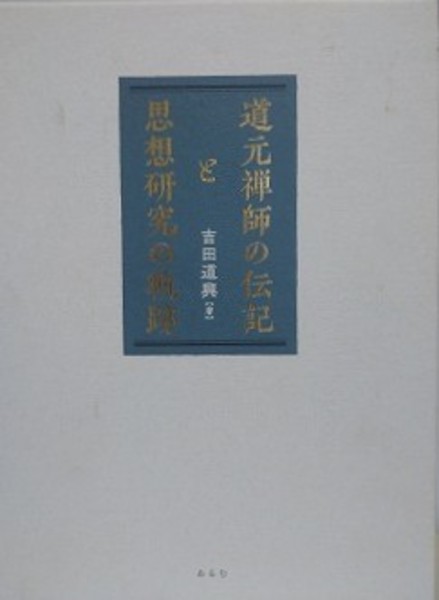 道元禅師の伝記
と
思想研究の軌跡
吉田道興【著】
あるむ